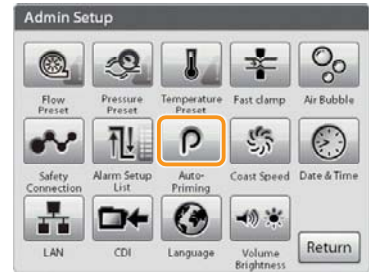 Admin Setup
Flow Preset
Pressure Preset
Temperature Preset
Fast clamp
Air Bubble
Safety Connection
Alarm Setup List
Auto-Priming
Coast Speed
Date & Time
LAN
CDI
Language
Volume Brightness
Return